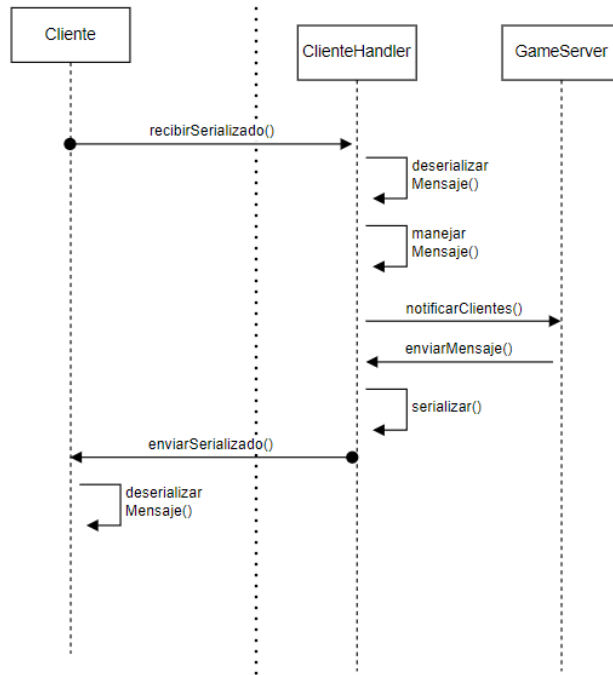 Cliente
ClienteHandler
GameServer
recibirSerializado()
deserializar
Mensaje()
manejar
Mensaje()
notificarClientes()
enviarMensaje()
serializar()
enviarSerializado()
deserializar
Mensaje()